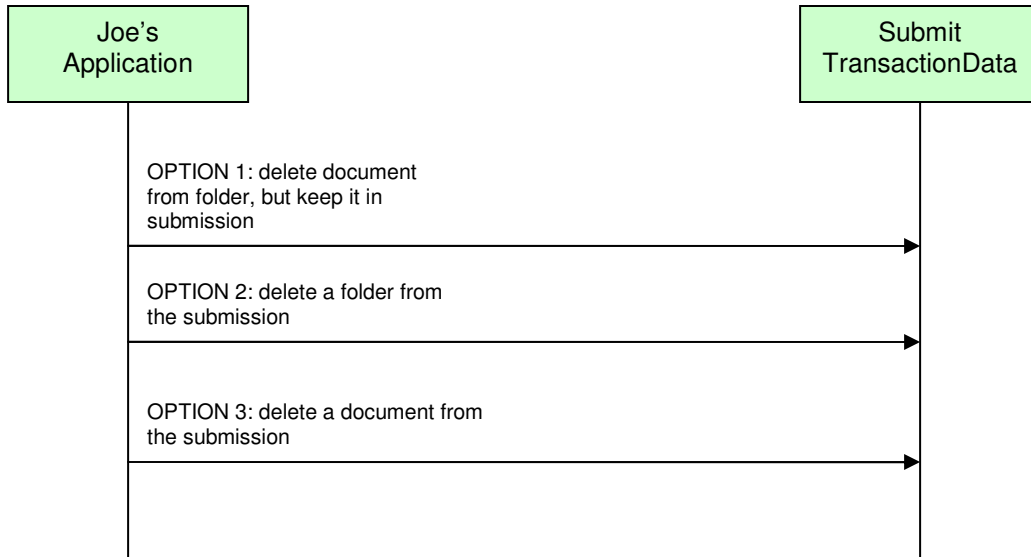 Joe’s
Application
Submit
TransactionData
OPTION 1: delete document
from folder, but keep it in
submission
OPTION 2: delete a folder from
the submission
OPTION 3: delete a document from
the submission